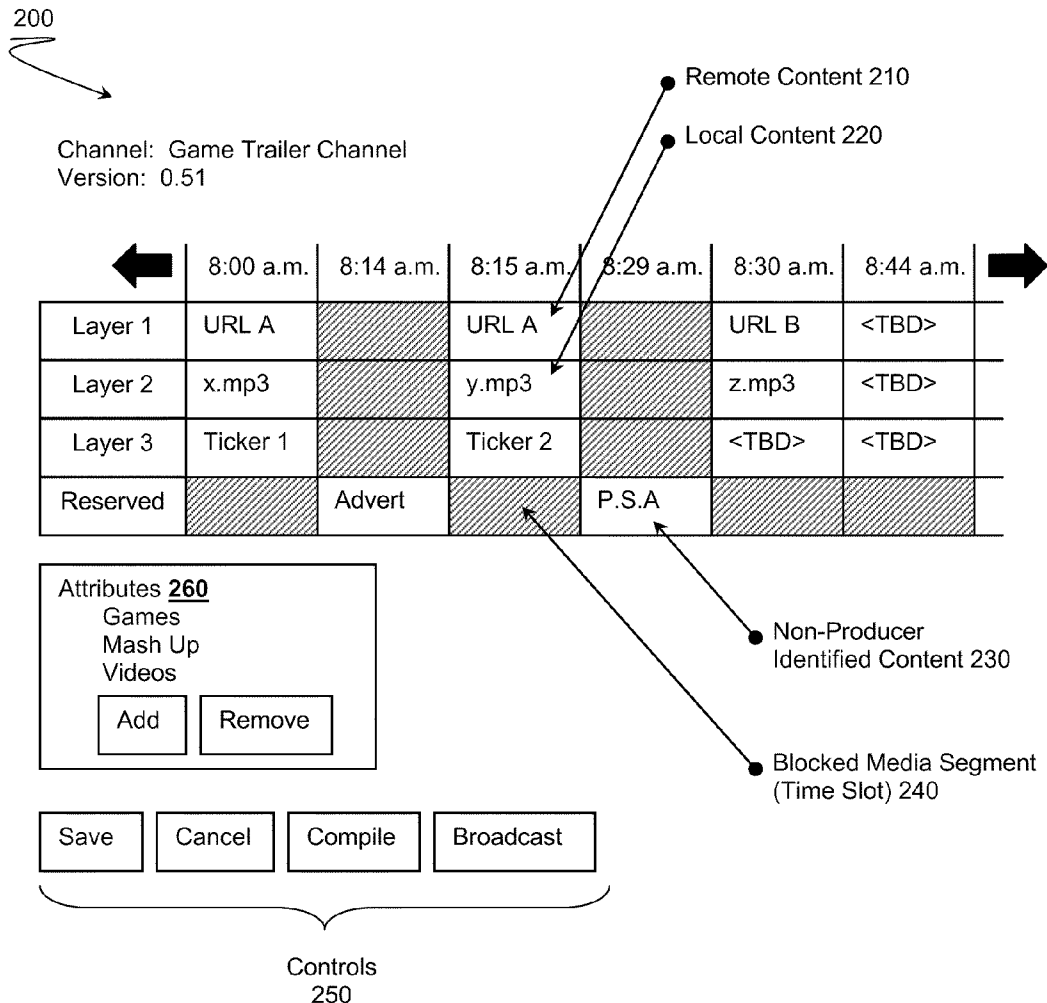 200
Remote Content 210
Local Content 220
Channel: Game Trailer Channel
Version: 0.51
8:00 a.m. 8:14 a.m. 8:15 a.m. 8:29 a.m. 8:30 a.m. 8:44 a.m.
Layer 1 URL A URL A URL B <TBD>
Layer 2 x.mp3 y.mp3 z.mp3 <TBD>
Layer 3 Ticker 1 Ticker 2 <TBD> <TBD>
Reserved Advert P.S.A
Attributes 260
Games
Mash Up
Videos
Add Remove
Non-Producer
Identified Content 230
Blocked Media Segment
(Time Slot) 240
Save Cancel Compile Broadcast
Controls
250